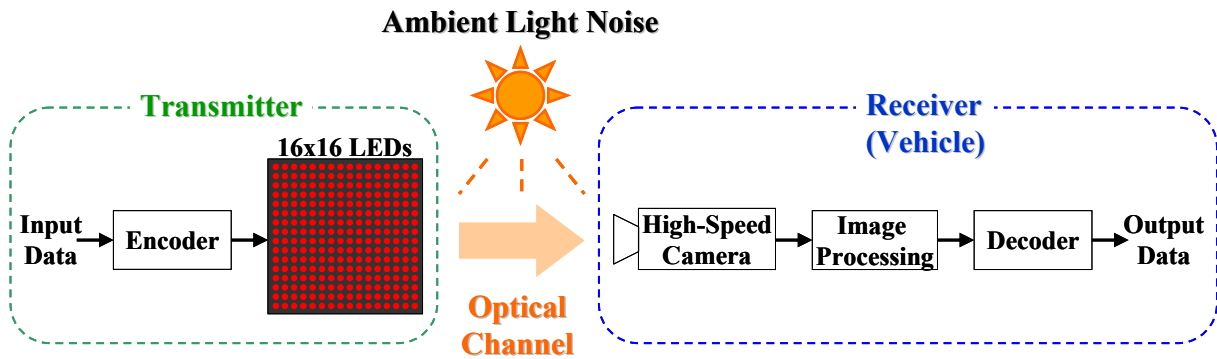 Ambient Light Noise
Transmitter
16x16 LEDs
Input
Data
Encoder
Optical
Channel
Receiver
(Vehicle)
High-Speed
Camera
Image
Processing
Decoder
Output
Data